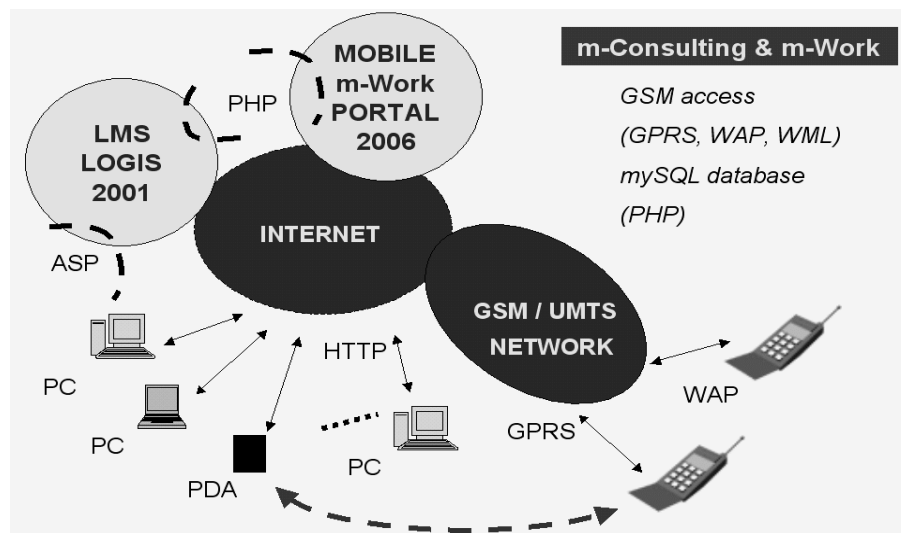 MOBILE
m-Work
PORTAL
2006
m-Consulting & m-Work
GSM access
(GPRS, WAP, WML)
mySQL database
(PHP)
PHP
LMS
LOGIS
2001
INTERNET
ASP
GSM / UMTS
NETWORK
HTTP
PC
WAP
PC
GPRS
PC
PDA